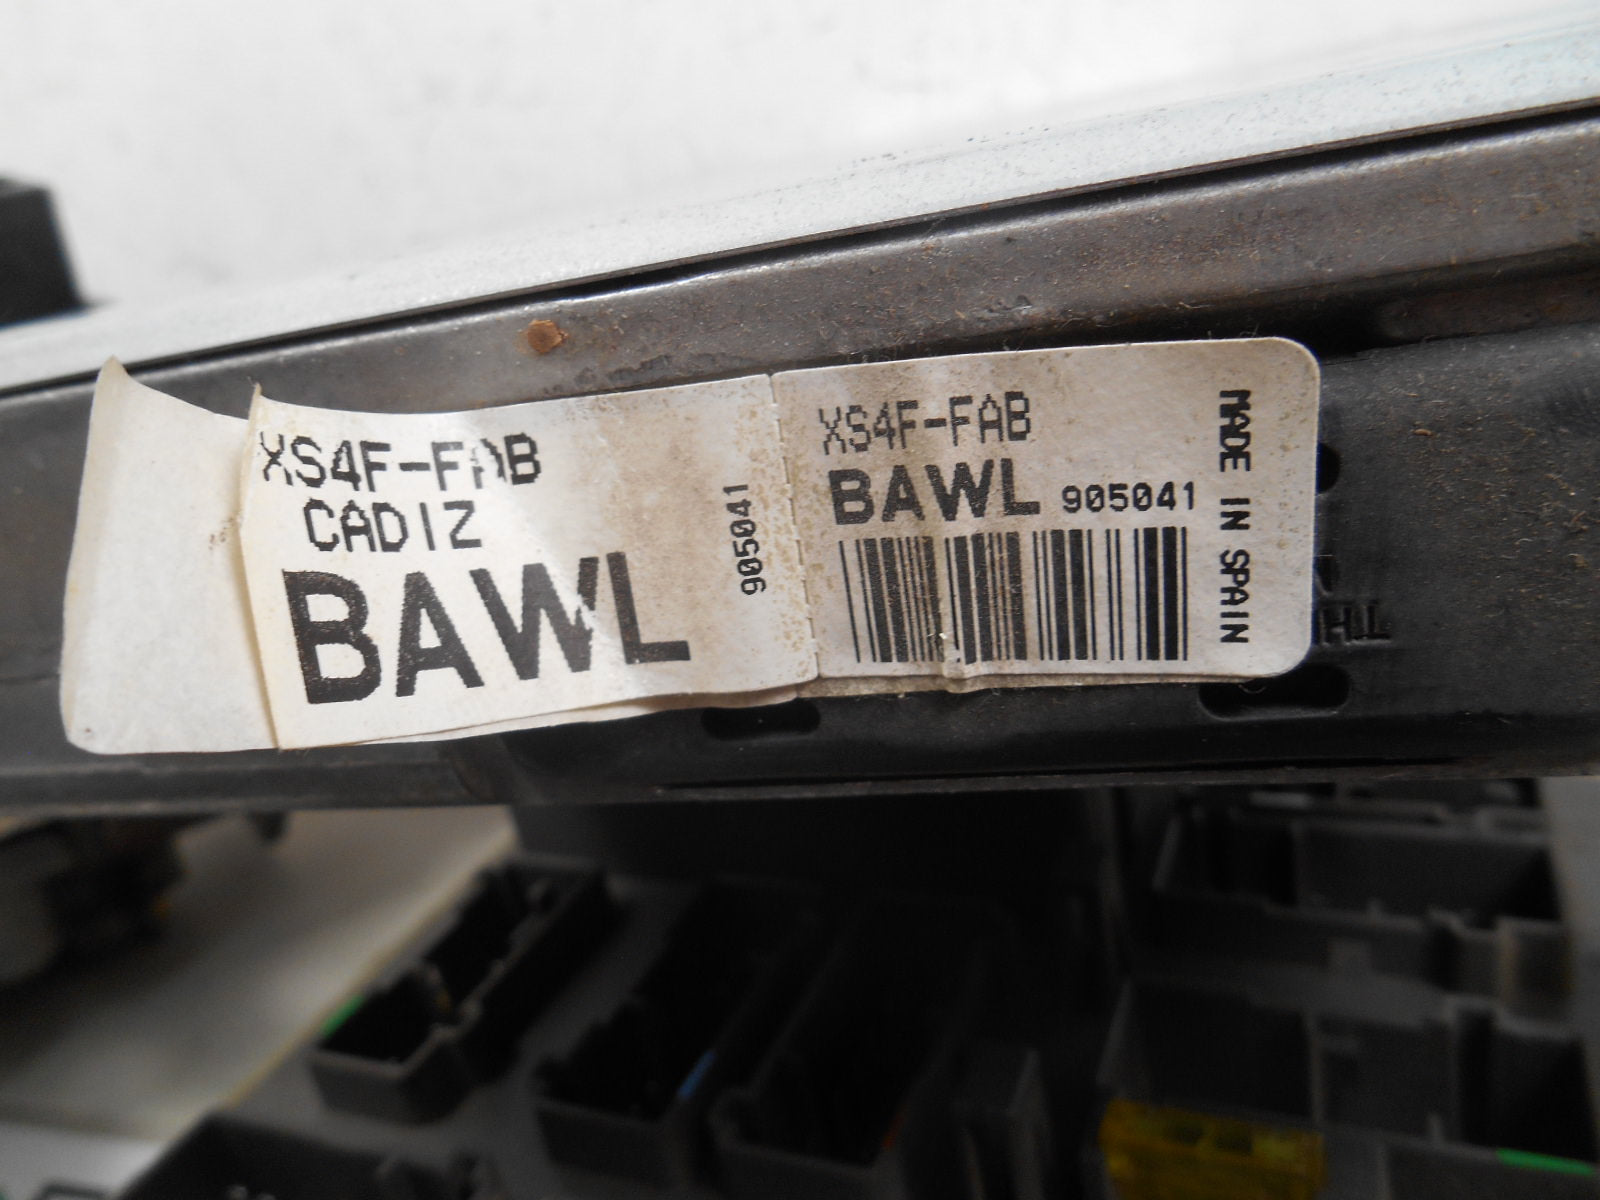 XS4F-FAB
CADIZ
BAWL
905041
XS4F-FAB
BAWL 905041
MADE IN SPAIN